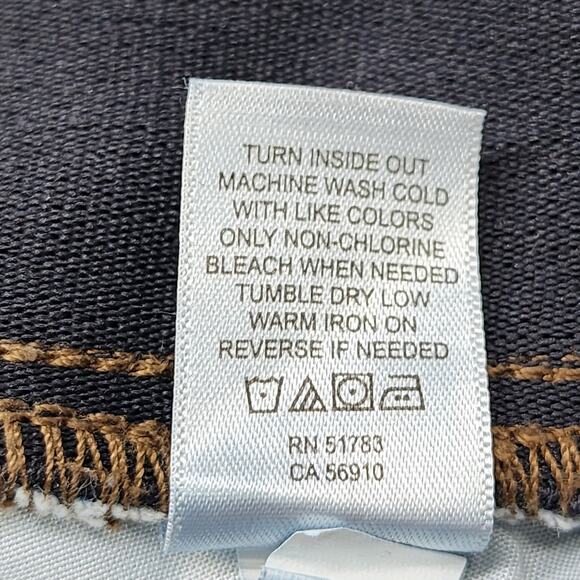 TURN INSIDE OUT
MACHINE WASH COLD
WITH LIKE COLORS
ONLY NON-CHLORINE
BLEACH WHEN NEEDED
TUMBLE DRY LOW
WARM IRON ON
REVERSE IF NEEDED
RN 51783
CA 56910